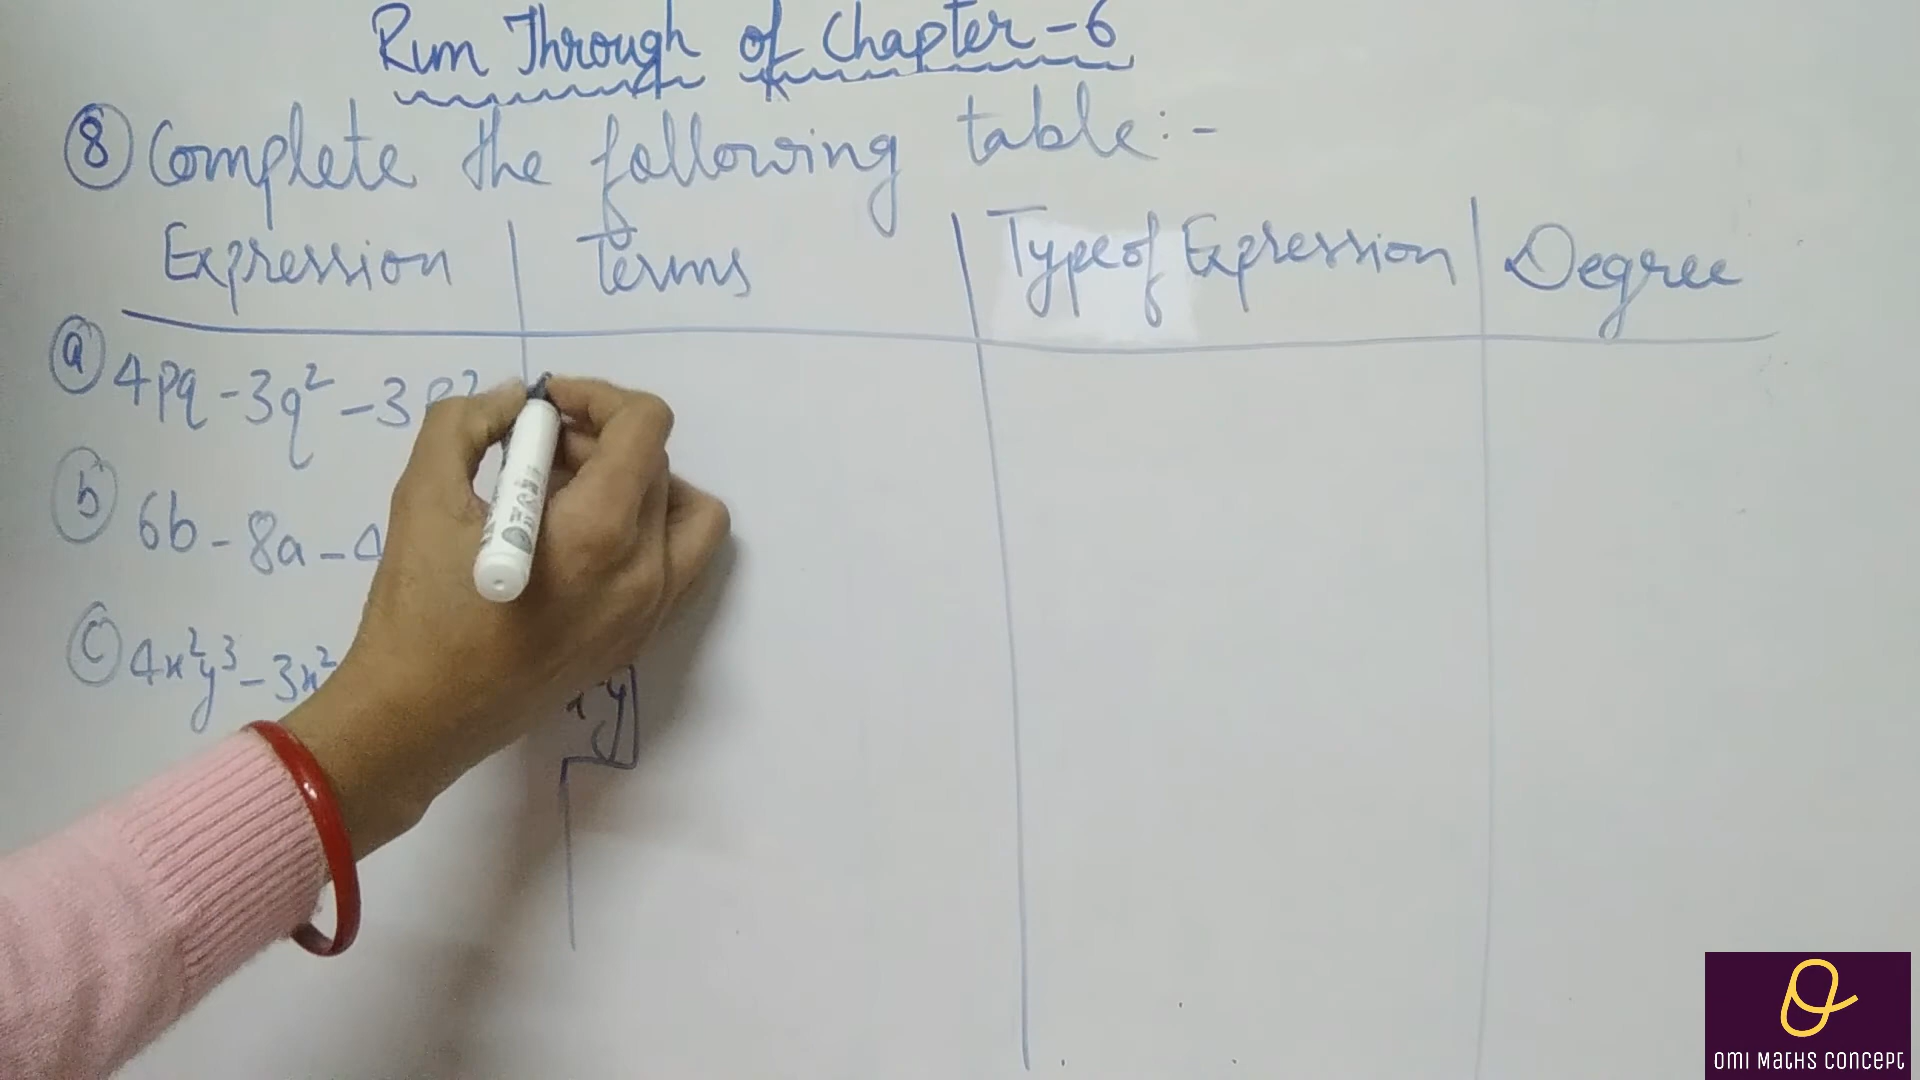 Run Through of Chapter-6
8 Complete the following table:-
Expression Terms Type of Expression Degree
a 4pq - 3q² - 3p²
b 6b - 8a - 4
c 4x²y³ - 3x² y
OMI MATHS CONCEPT